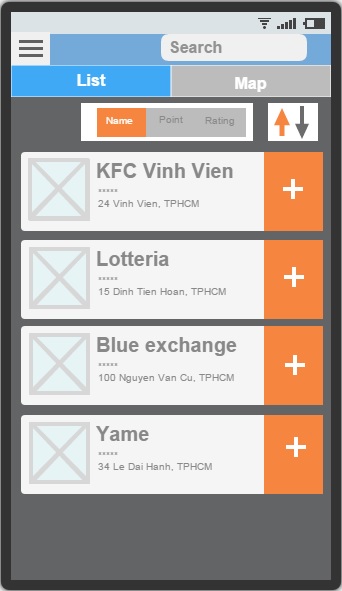 Search
List
Map
Name
Point
Rating
KFC Vinh Vien
24 Vinh Vien, TPHCM
Lotteria
15 Dinh Tien Hoan, TPHCM
Blue exchange
100 Nguyen Van Cu, TPHCM
Yame
34 Le Dai Hanh, TPHCM